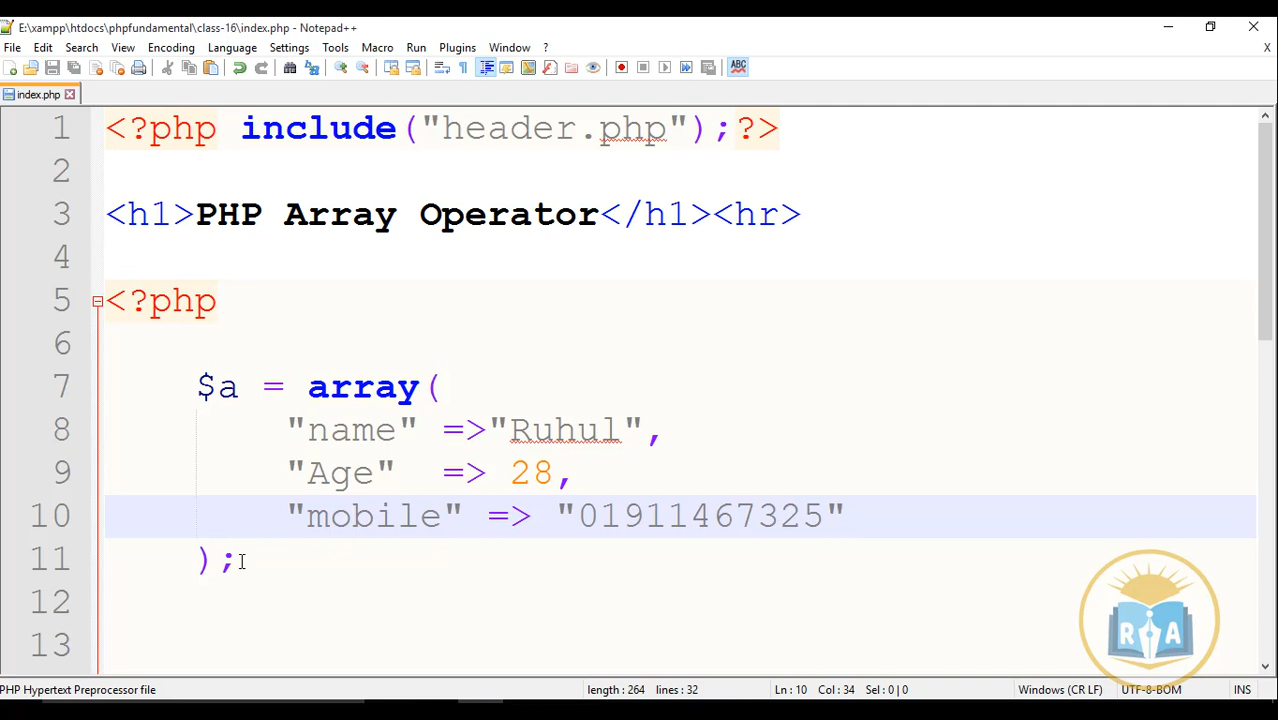 E:\xampp\htdocs\phpfundamental\class-16\index.php - Notepad++
File Edit Search View Encoding Language Settings Tools Macro Run Plugins Window ? X
ABC
index.php
1 <?php include("header.php");?>
2
3 <h1>PHP Array Operator</h1><hr>
4
5 <?php
6
7 $a = array(
8 "name" =>"Ruhul",
9 "Age" => 28,
10 "mobile" => "01911467325"
11 );
12
13
R A
PHP Hypertext Preprocessor file length : 264 lines : 32 Ln : 10 Col : 34 Sel : 0 | 0 Windows (CR LF) UTF-8-BOM INS